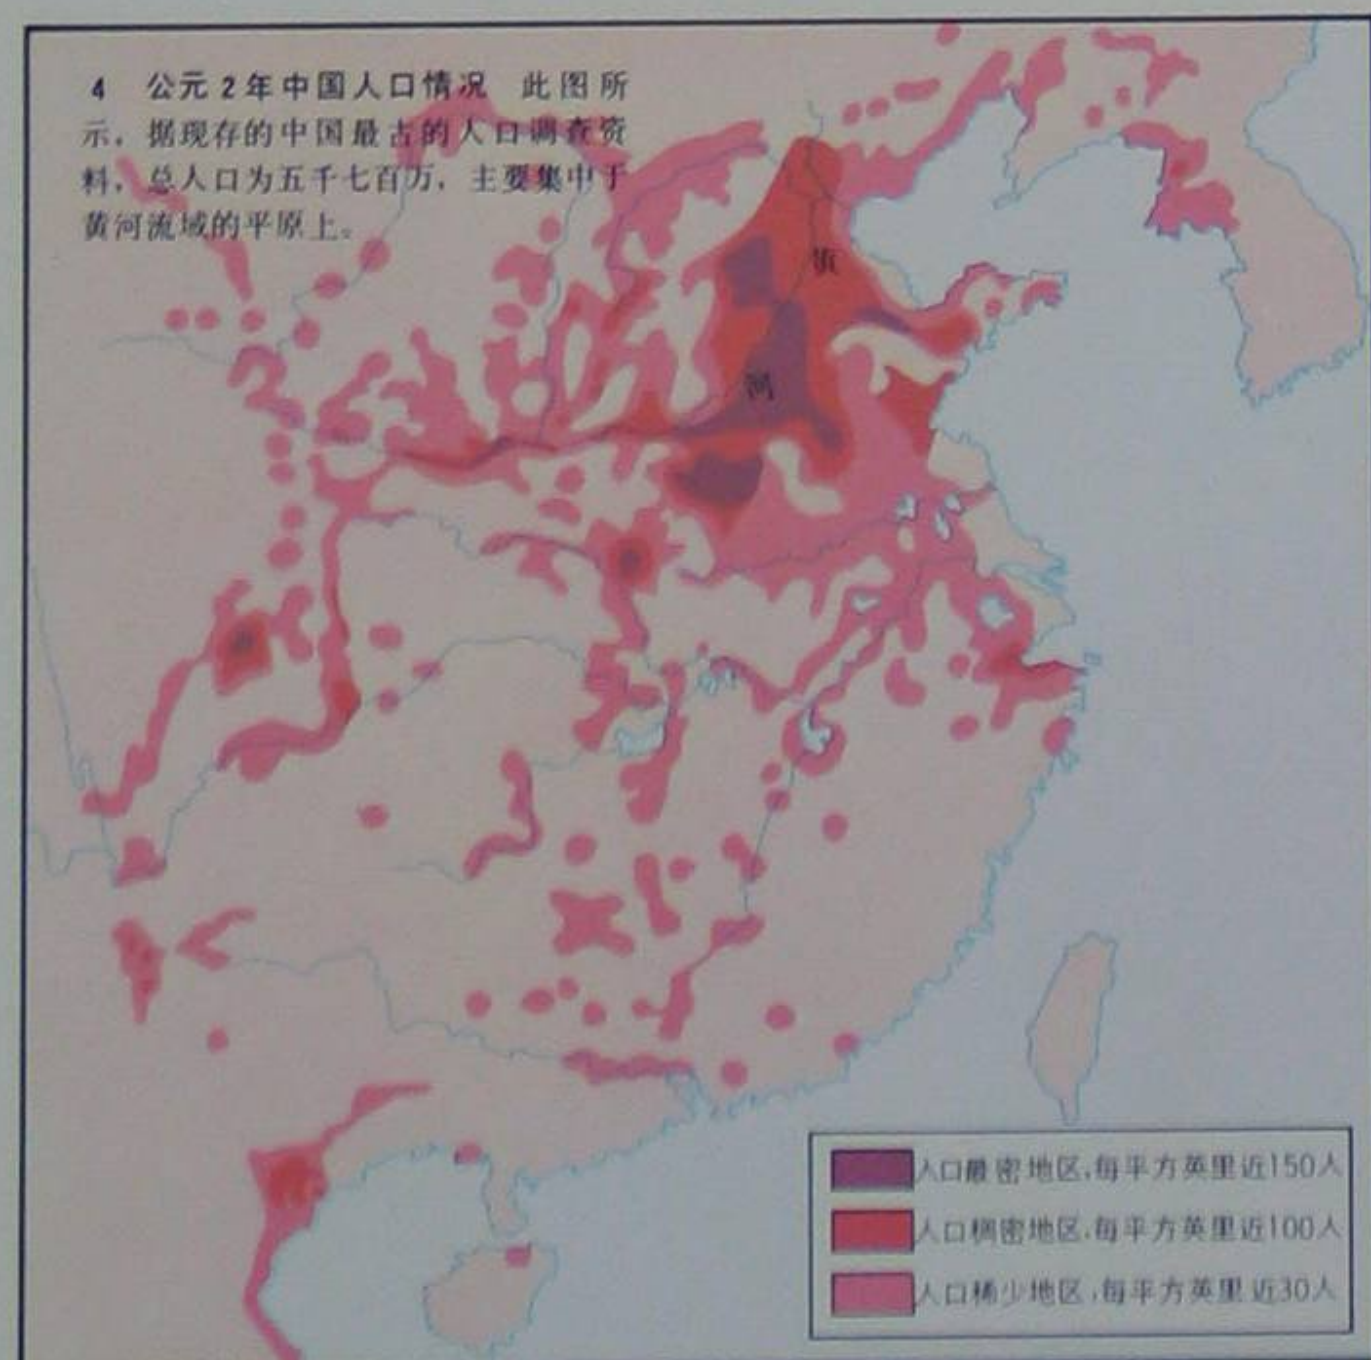 4 公元2年中国人口情况 此图所
示，据现存的中国最古的人口调查资
料，总人口为五千七百万，主要集中于
黄河流域的平原上。
黄
河
人口最密地区，每平方英里近150人
人口稠密地区，每平方英里近100人
人口稀少地区，每平方英里近30人